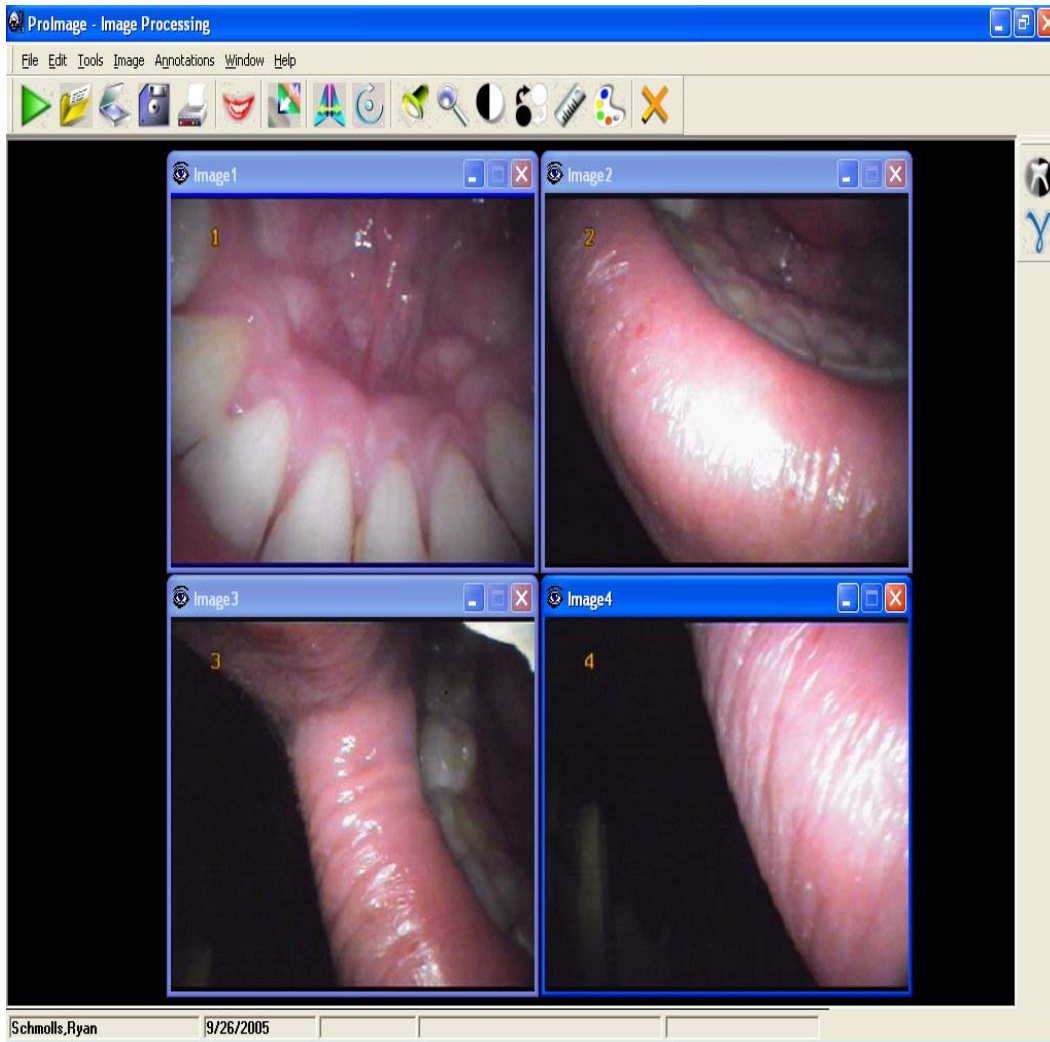 ProImage - Image Processing
File Edit Tools Image Annotations Window Help
Image1
Image2
1
2
Image3
Image4
3
4
Schmolls,Ryan 9/26/2005